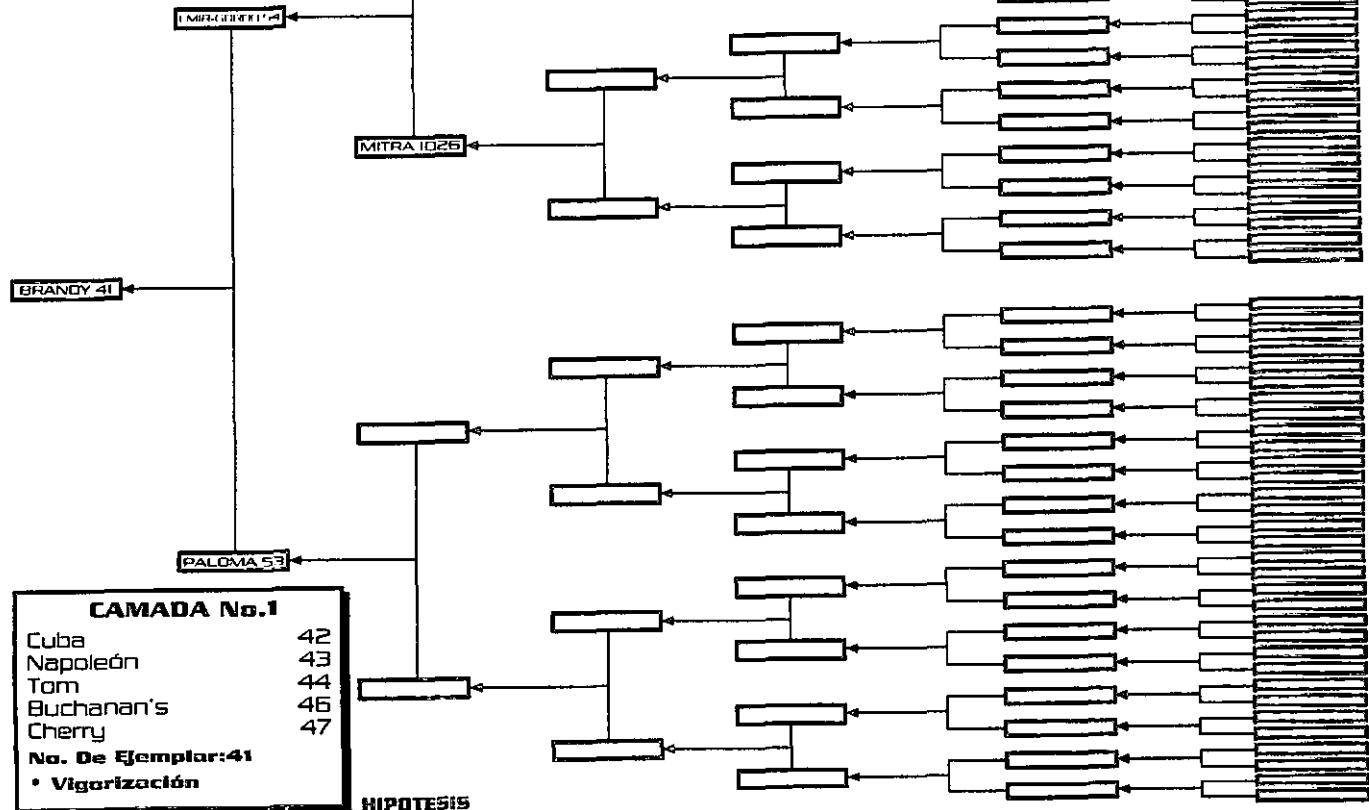 MITRA 1026
BRANDY 41
PALOMA 53
CAMADA No.1
Cuba 42
Napoleón 43
Tom 44
Buchanan's 46
Cherry 47
No. De Ejemplar:41
• Vigorización
HIPOTESIS